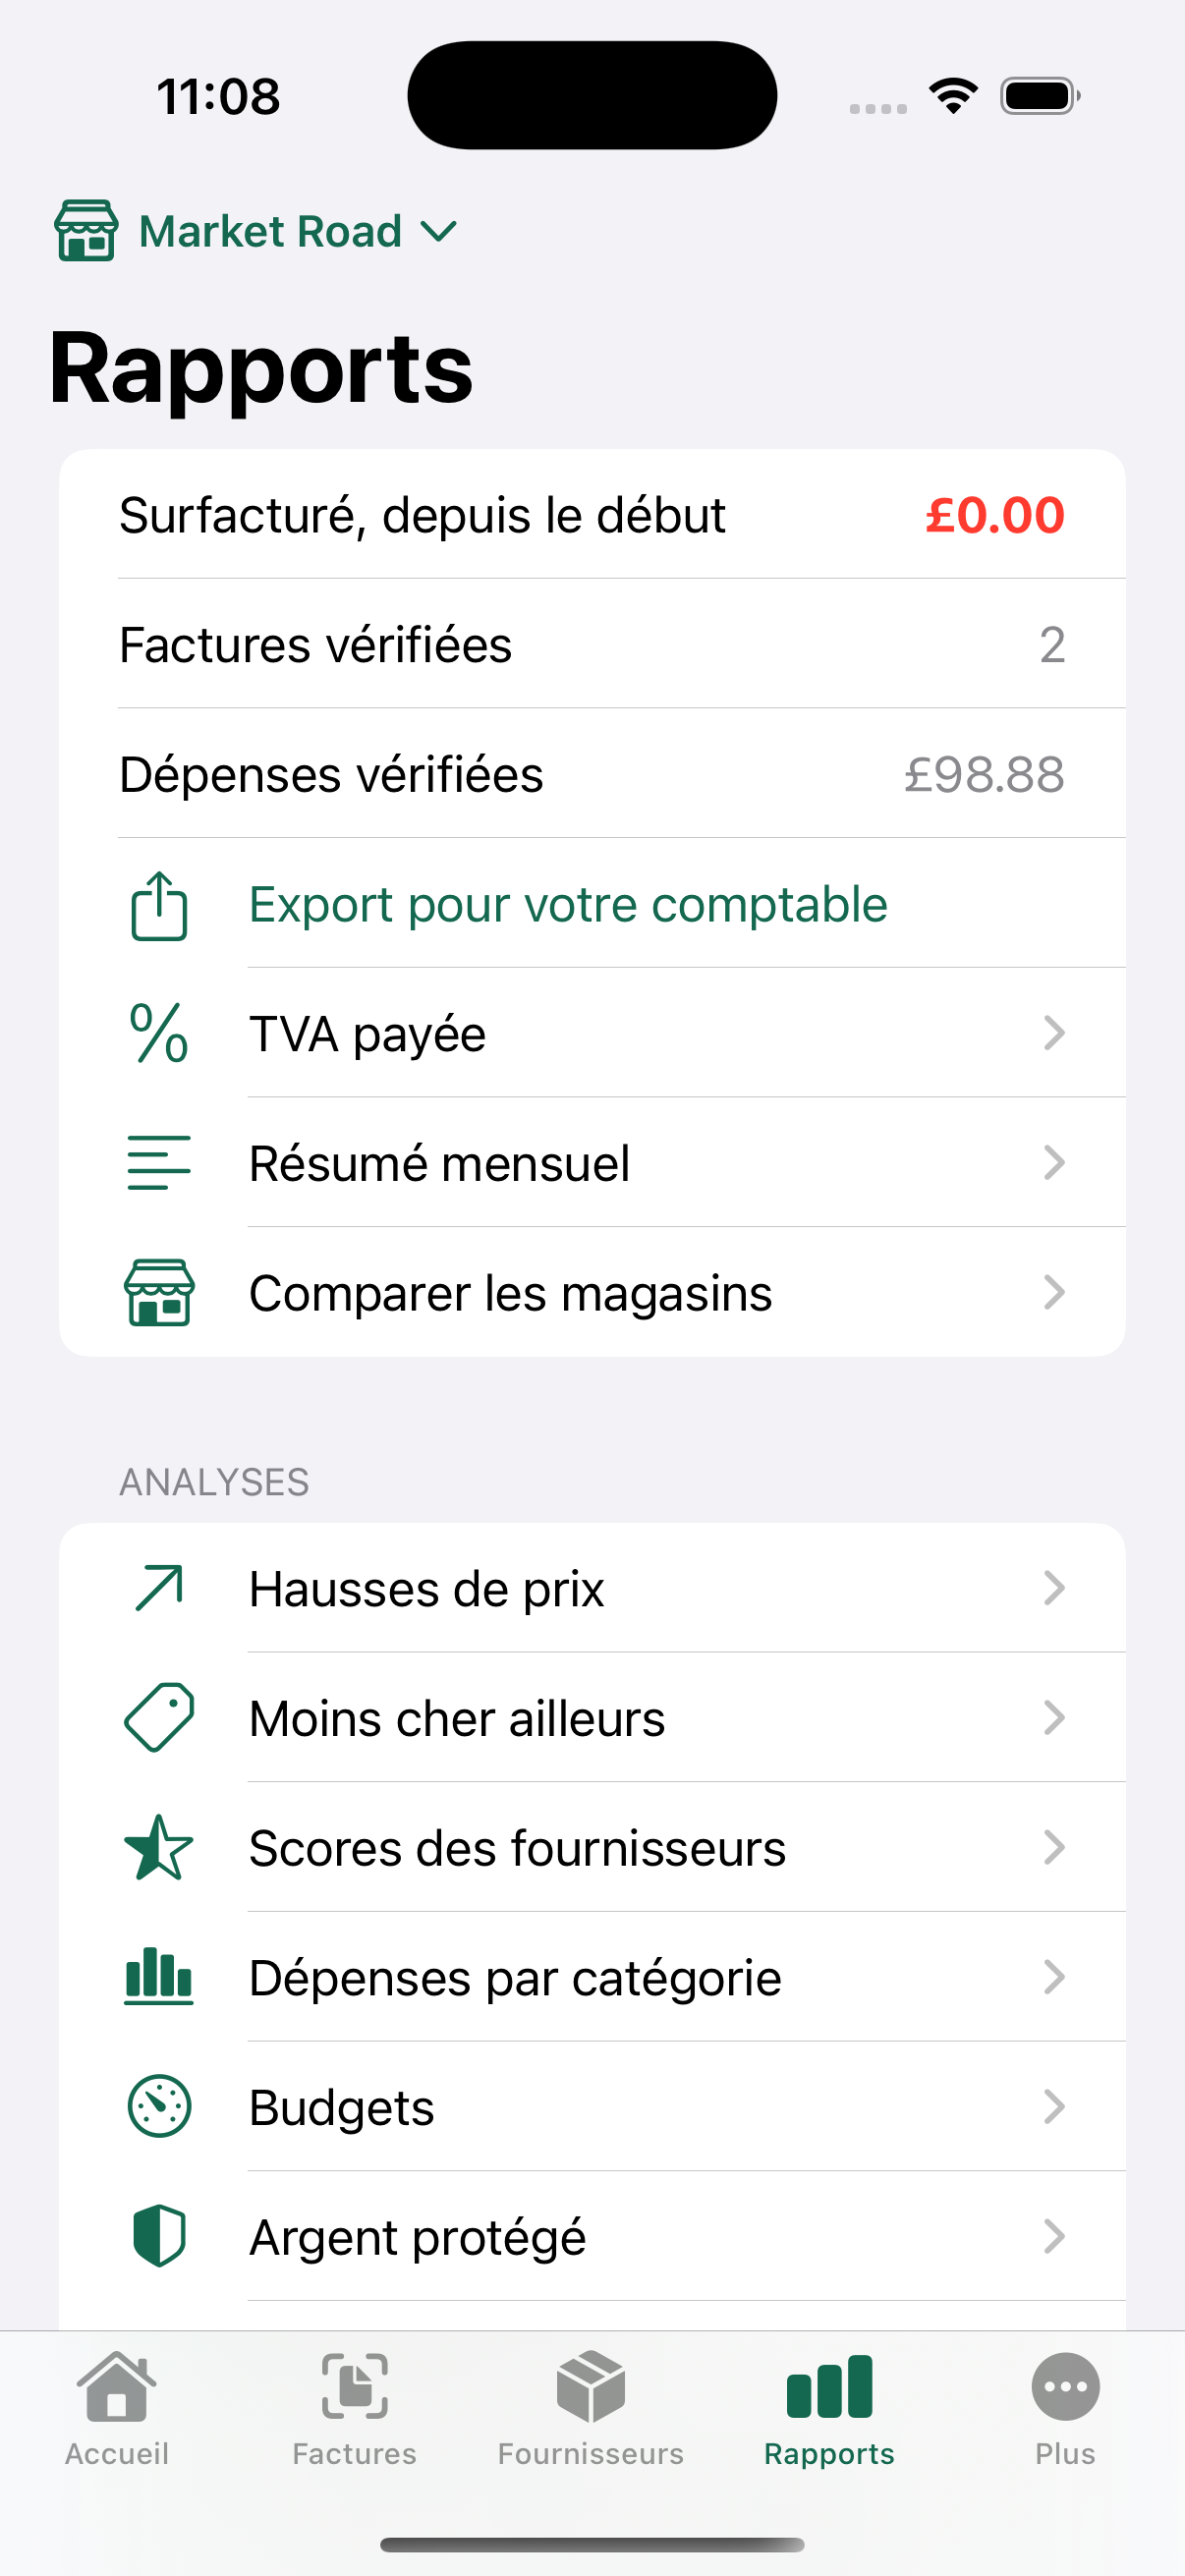 11:08
Market Road
Rapports
Surfacturé, depuis le début £0.00
Factures vérifiées 2
Dépenses vérifiées £98.88
Export pour votre comptable
TVA payée
Résumé mensuel
Comparer les magasins
ANALYSES
Hausses de prix
Moins cher ailleurs
Scores des fournisseurs
Dépenses par catégorie
Budgets
Argent protégé
Accueil Factures Fournisseurs Rapports Plus